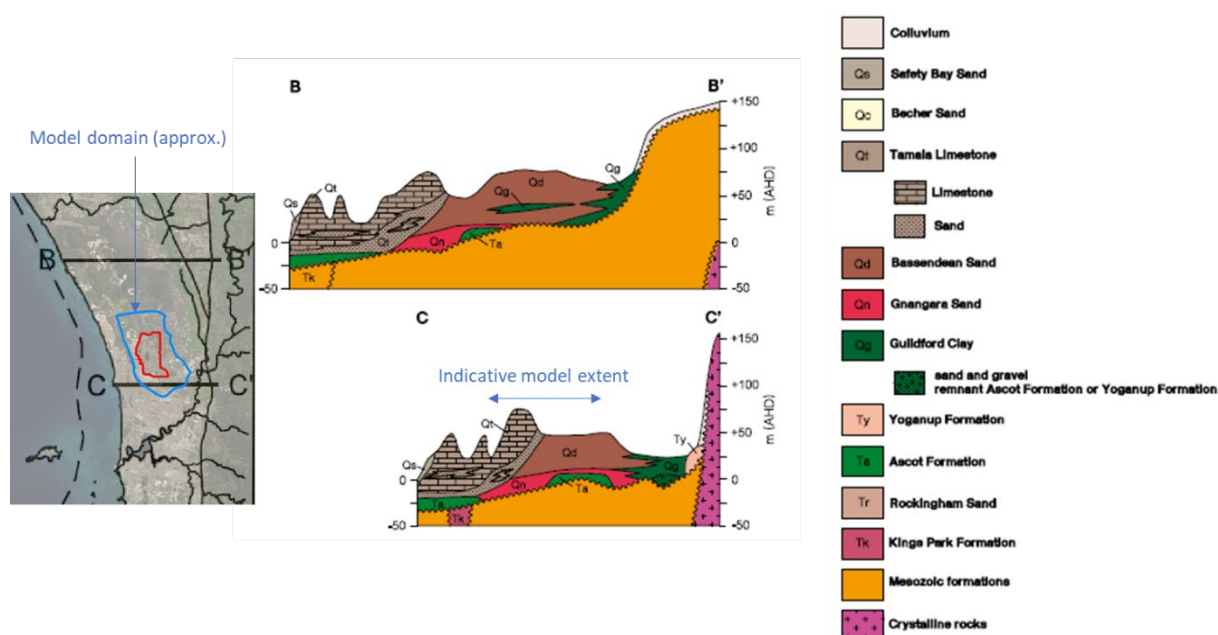 Model domain (approx.)
B
B'
C
C'
B
B'
+150
+100
+50
0
-50
m (AHD)
Qs
Qt
Qt
Qn
Ta
Qg
Qd
Qg
Tk
0
-50
C
C'
Indicative model extent
+150
+100
+50
0
-50
m (AHD)
Qs
Qt
Qd
Qn
Ta
Ta
Tk
Qg
Ty
0
-50
Colluvium
Qs Safety Bay Sand
Qc Becher Sand
Qt Tamala Limestone
Limestone
Sand
Qd Bassendean Sand
Qn Gnangara Sand
Qg Guildford Clay
sand and gravel
remnant Ascot Formation or Yoganup Formation
Ty Yoganup Formation
Ta Ascot Formation
Tr Rockingham Sand
Tk Kings Park Formation
Mesozoic formations
Crystalline rocks